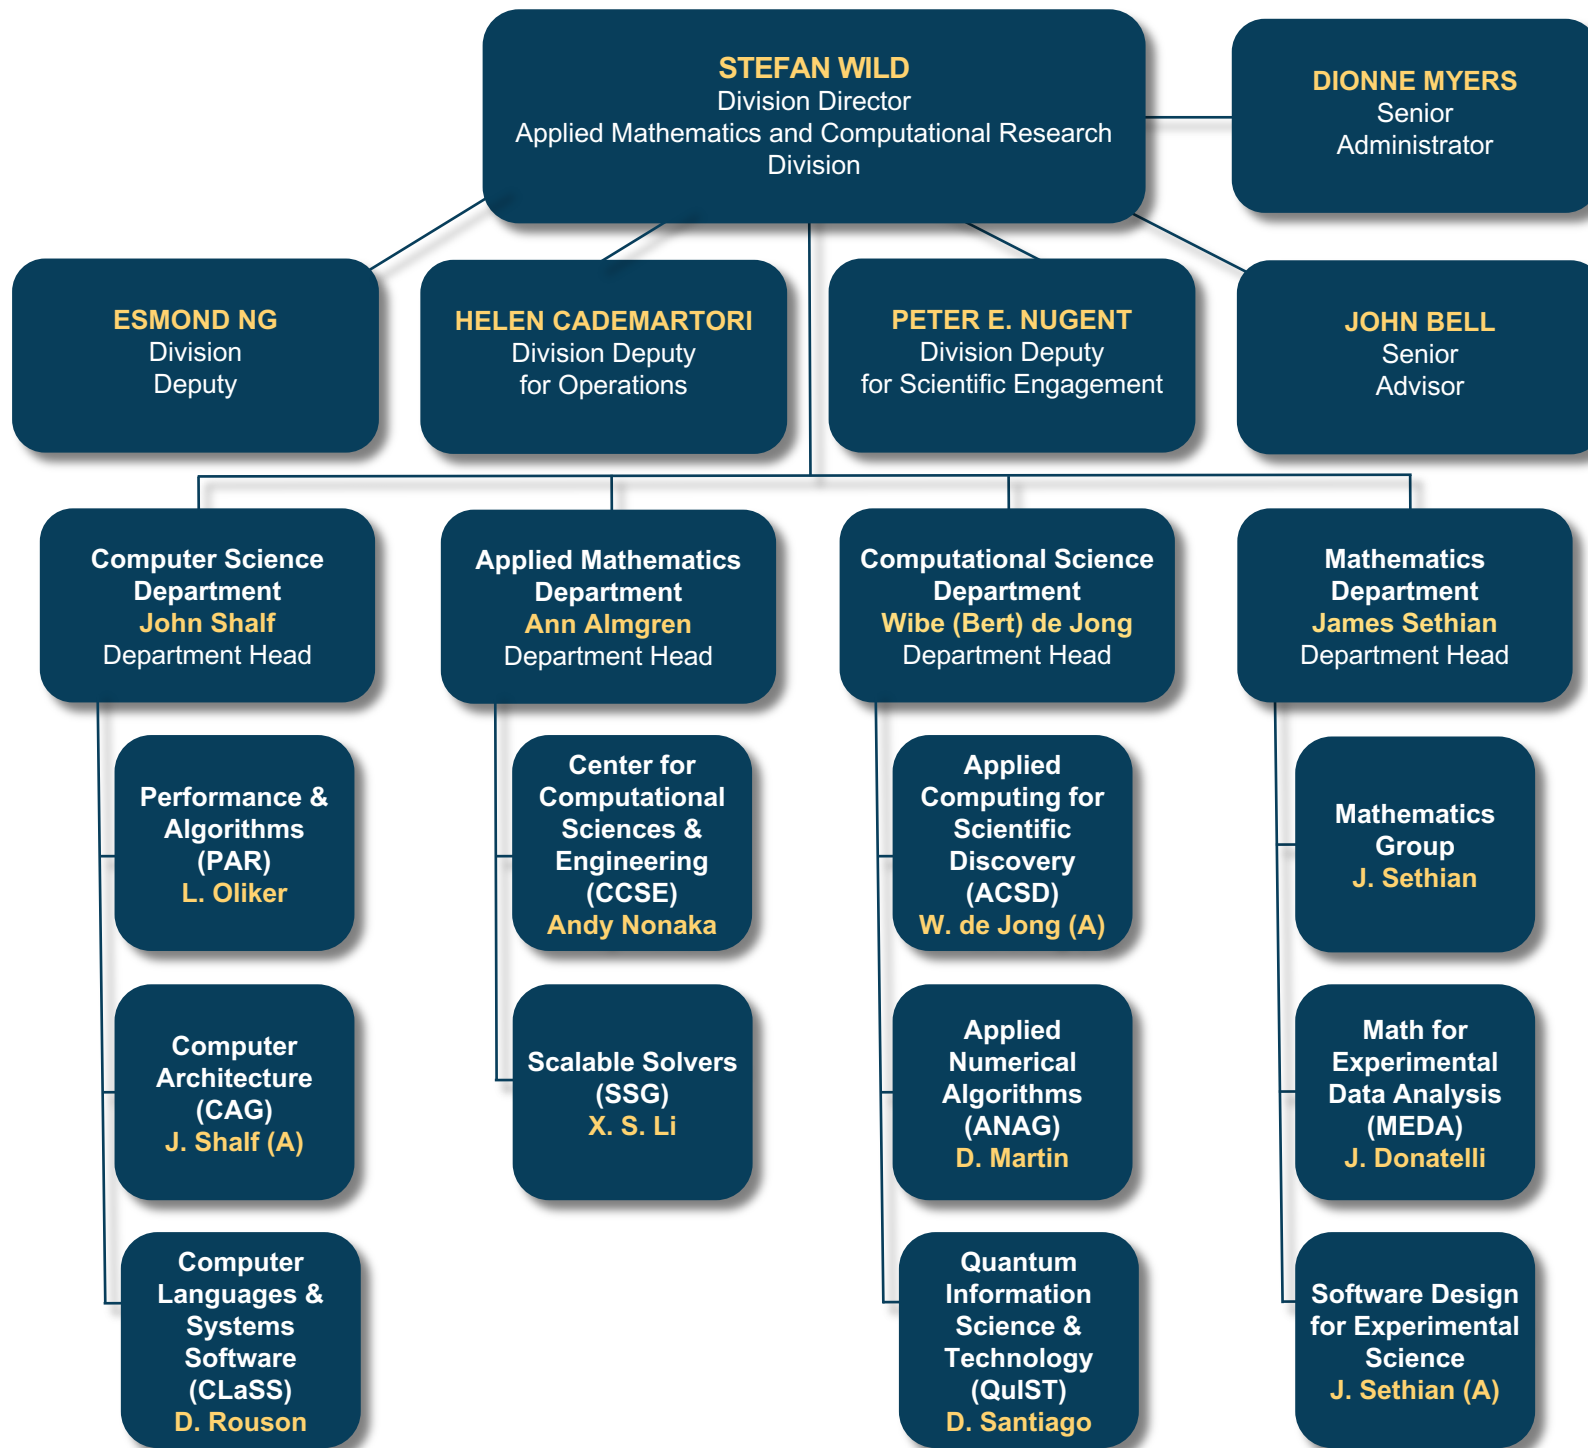 STEFAN WILD
Division Director
Applied Mathematics and Computational Research
Division
DIONNE MYERS
Senior
Administrator
ESMOND NG
Division
Deputy
HELEN CADEMARTORI
Division Deputy
for Operations
PETER E. NUGENT
Division Deputy
for Scientific Engagement
JOHN BELL
Senior
Advisor
Computer Science
Department
John Shalf
Department Head
Applied Mathematics
Department
Ann Almgren
Department Head
Computational Science
Department
Wibe (Bert) de Jong
Department Head
Mathematics
Department
James Sethian
Department Head
Performance &
Algorithms
(PAR)
L. Oliker
Center for
Computational
Sciences &
Engineering
(CCSE)
Andy Nonaka
Applied
Computing for
Scientific
Discovery
(ACSD)
W. de Jong (A)
Mathematics
Group
J. Sethian
Computer
Architecture
(CAG)
J. Shalf (A)
Scalable Solvers
(SSG)
X. S. Li
Applied
Numerical
Algorithms
(ANAG)
D. Martin
Math for
Experimental
Data Analysis
(MEDA)
J. Donatelli
Computer
Languages &
Systems
Software
(CLaSS)
D. Rouson
Quantum
Information
Science &
Technology
(QuIST)
D. Santiago
Software Design
for Experimental
Science
J. Sethian (A)